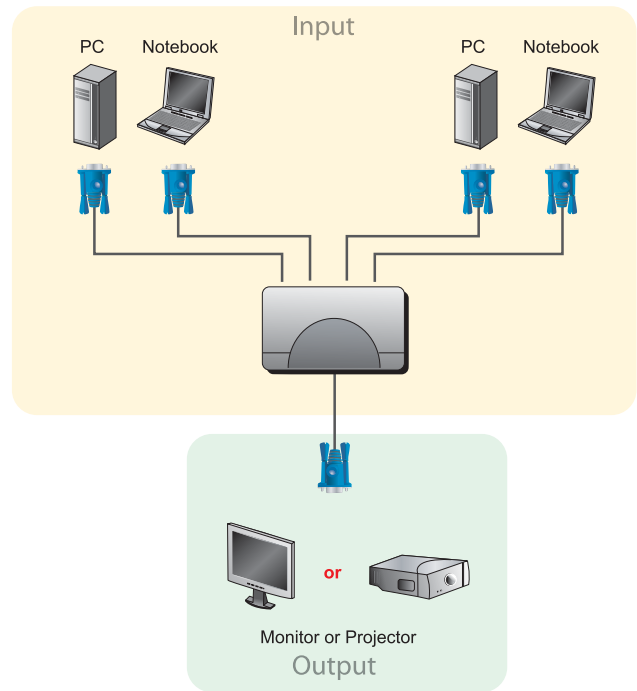 Input
PC Notebook PC Notebook
or
Monitor or Projector
Output